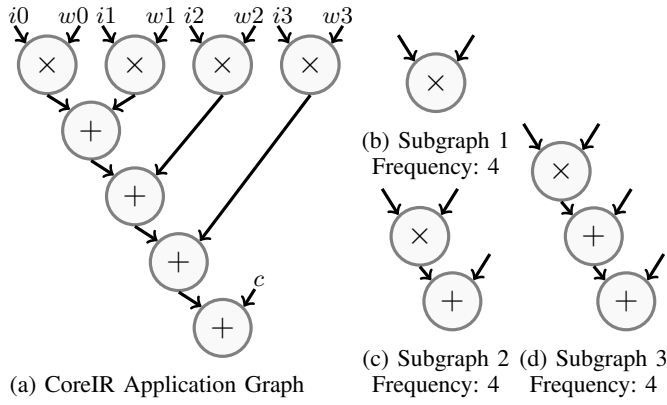 i0 w0 i1 w1 i2 w2 i3 w3
× × × ×
+
+
+
c
+
(a) CoreIR Application Graph
×
(b) Subgraph 1
Frequency: 4
×
+
(c) Subgraph 2
Frequency: 4
×
+
+
(d) Subgraph 3
Frequency: 4